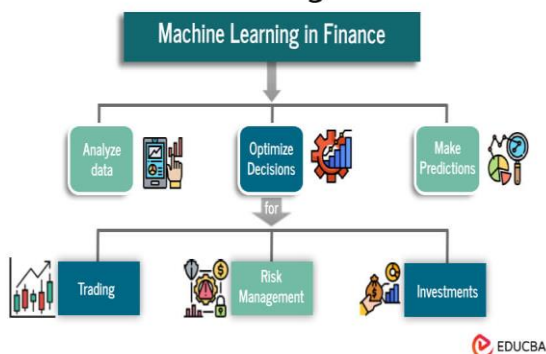 Machine Learning in Finance
Analyze
data
Optimize
Decisions
Make
Predictions
for
Trading
Risk
Management
Investments
EDUCBA